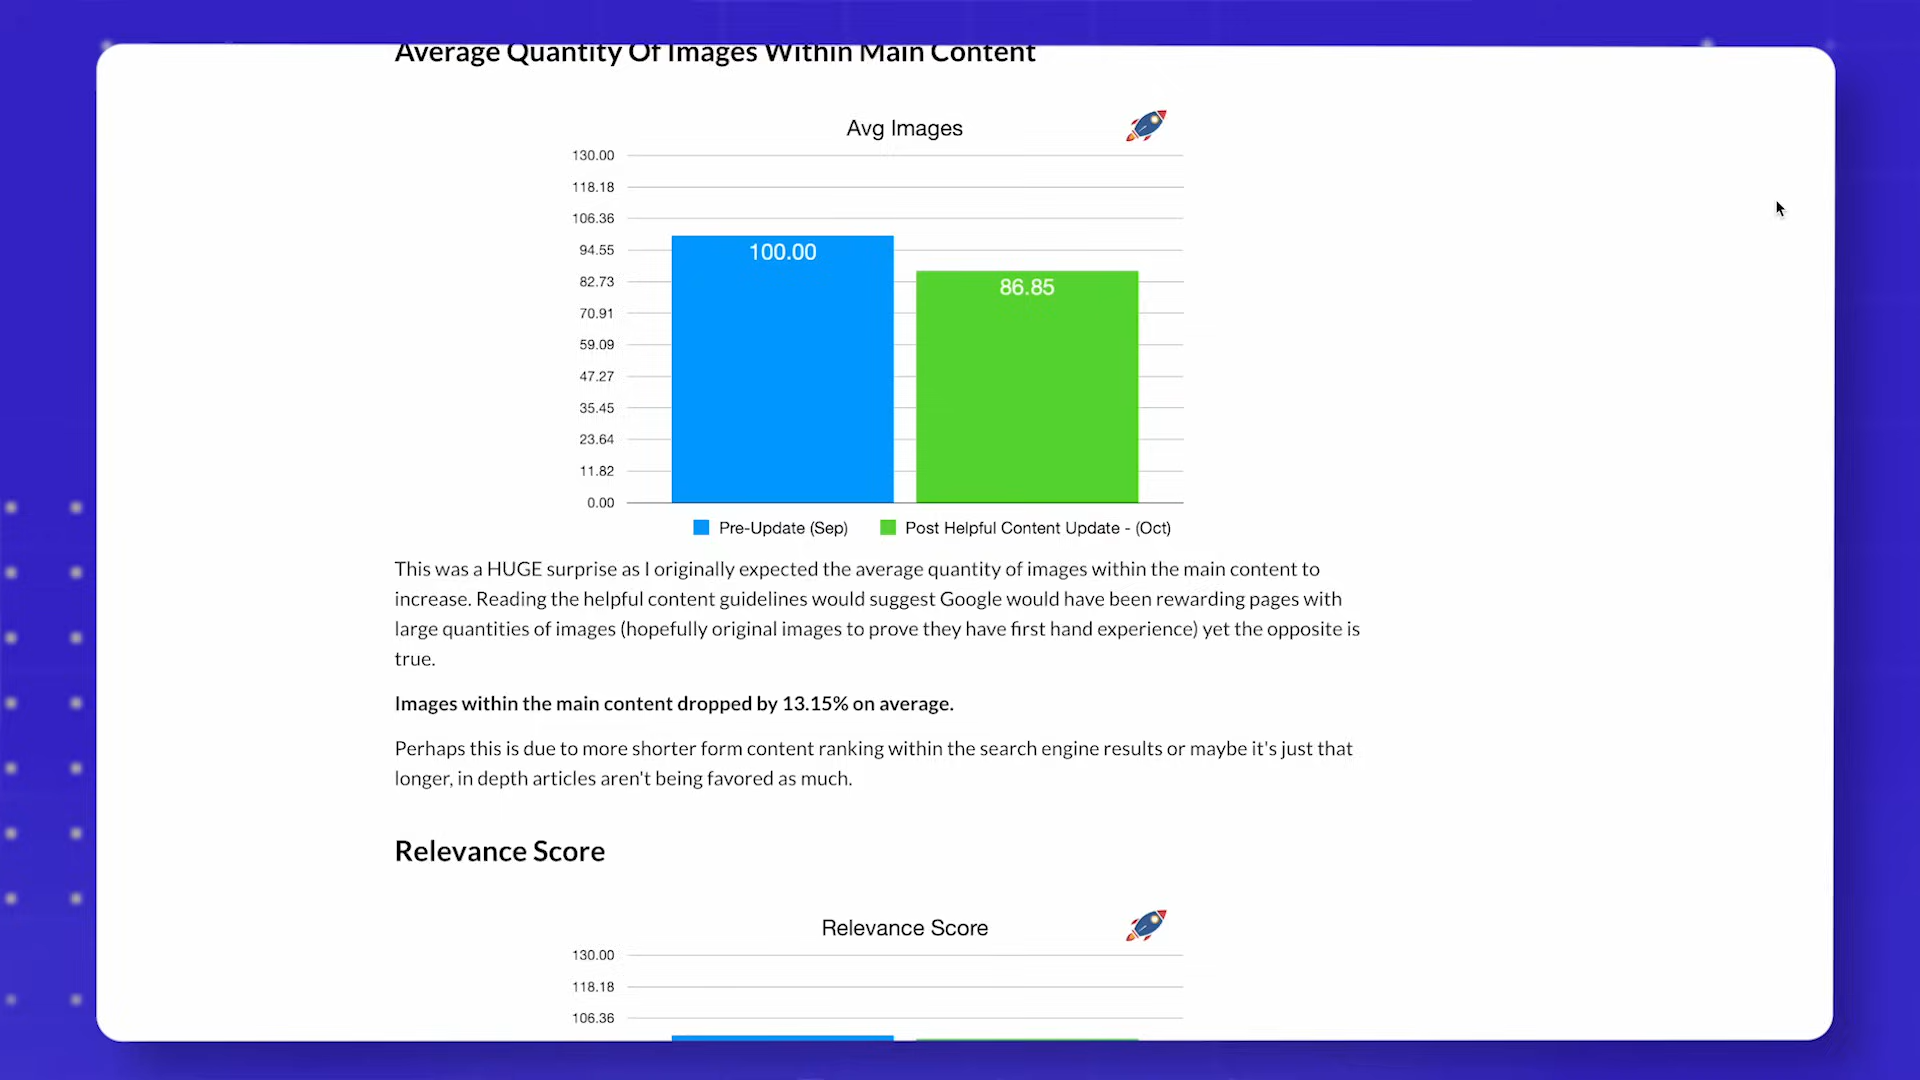 Average Quantity Of Images Within Main Content
Avg Images
130.00
118.18
106.36
94.55
82.73
70.91
59.09
47.27
35.45
23.64
11.82
0.00
100.00
86.85
Pre-Update (Sep)
Post Helpful Content Update - (Oct)
This was a HUGE surprise as I originally expected the average quantity of images within the main content to
increase. Reading the helpful content guidelines would suggest Google would have been rewarding pages with
large quantities of images (hopefully original images to prove they have first hand experience) yet the opposite is
true.
Images within the main content dropped by 13.15% on average.
Perhaps this is due to more shorter form content ranking within the search engine results or maybe it's just that
longer, in depth articles aren't being favored as much.
Relevance Score
Relevance Score
130.00
118.18
106.36